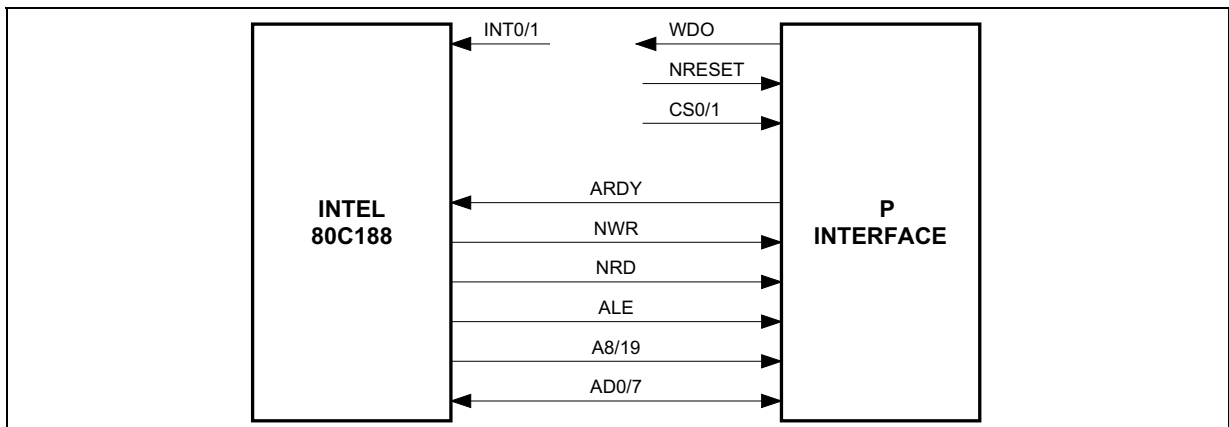 INT0/1
WDO
NRESET
CS0/1
ARDY
INTEL
80C188
NWR
P
INTERFACE
NRD
ALE
A8/19
AD0/7